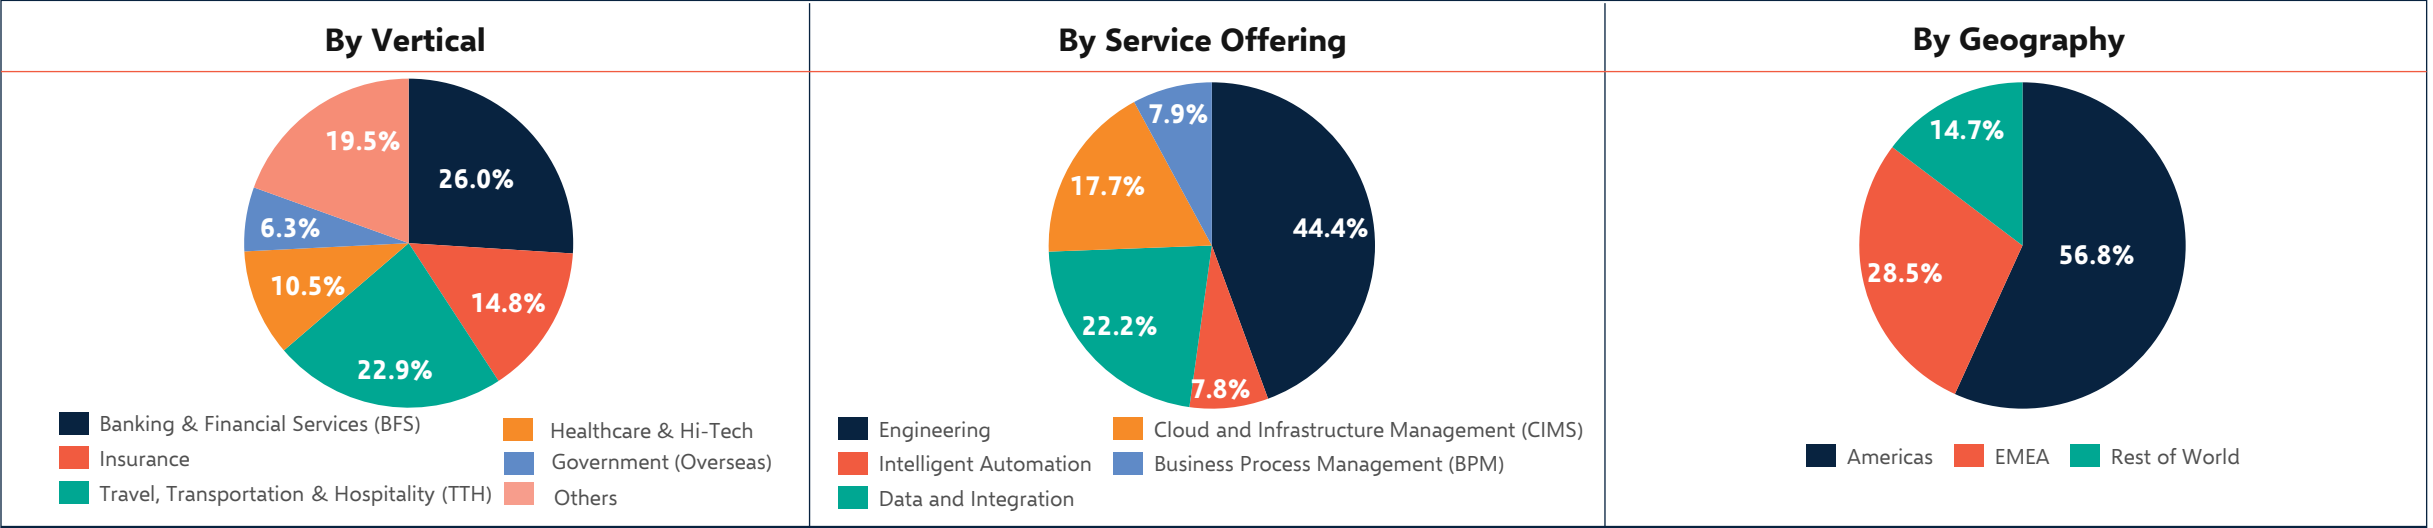 By Vertical
19.5%
26.0%
6.3%
10.5%
14.8%
22.9%
Banking & Financial Services (BFS)
Insurance
Travel, Transportation & Hospitality (TTH)
Healthcare & Hi-Tech
Government (Overseas)
Others
By Service Offering
7.9%
17.7%
44.4%
22.2%
7.8%
Engineering
Intelligent Automation
Data and Integration
Cloud and Infrastructure Management (CIMS)
Business Process Management (BPM)
By Geography
14.7%
56.8%
28.5%
Americas
EMEA
Rest of World